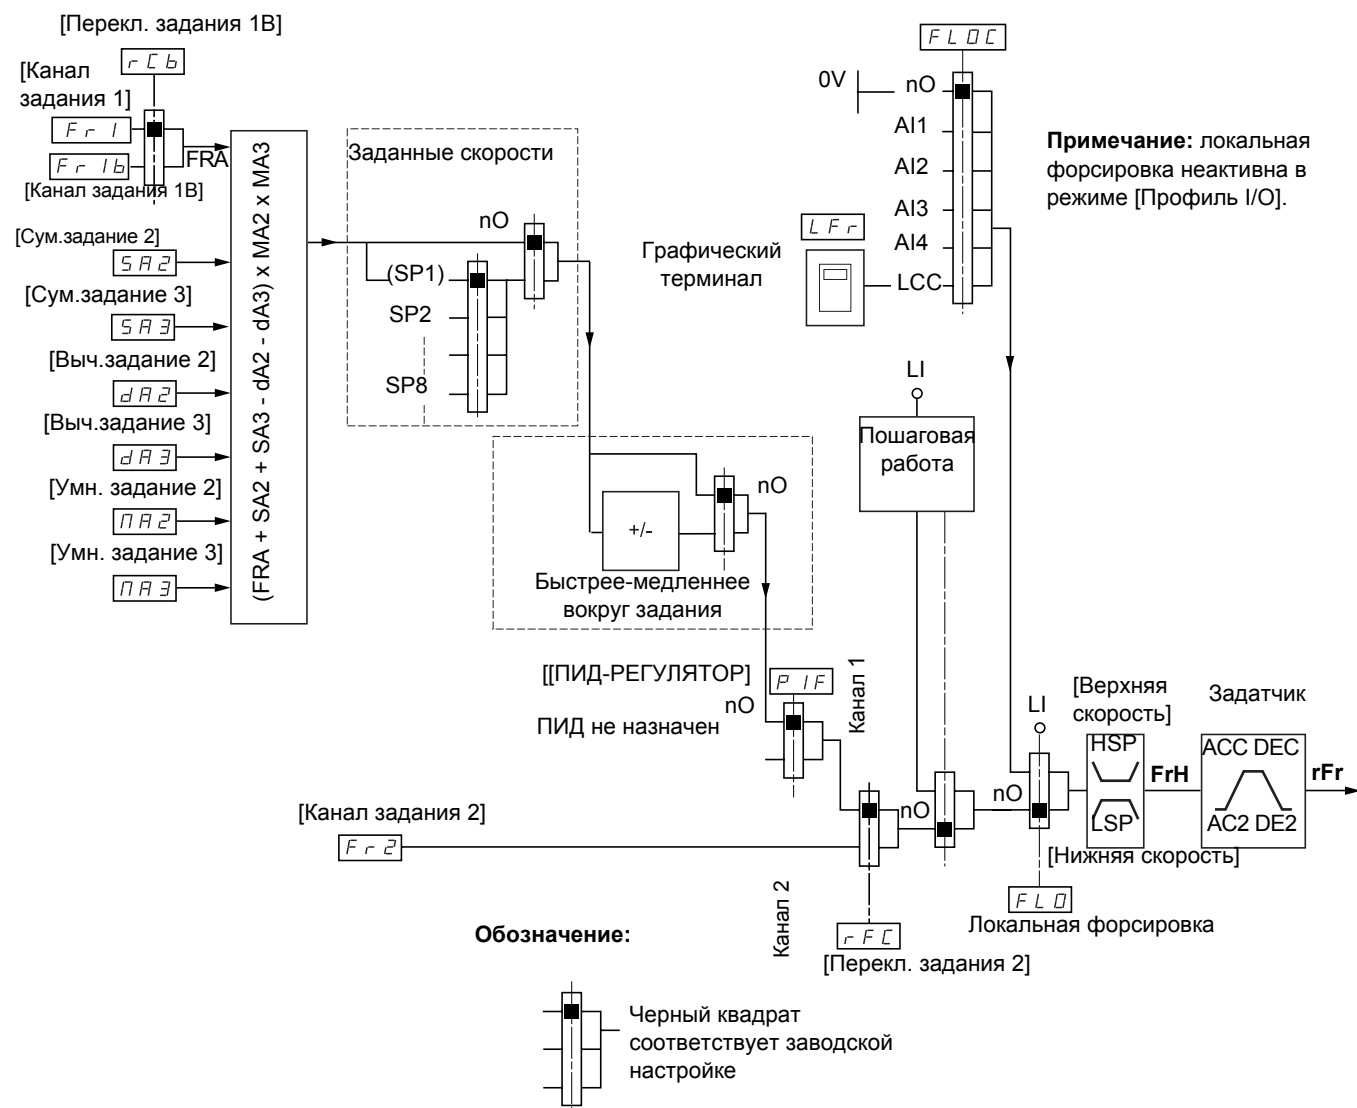 [Перекл. задания 1B]
rCb
[Канал
задания 1]
Fr1
Fr1b
FRA
[Канал задания 1B]
[Сум.задание 2]
SA2
[Сум.задание 3]
SA3
[Выч.задание 2]
dA2
[Выч.задание 3]
dA3
[Умн. задание 2]
MA2
[Умн. задание 3]
MA3
(FRA + SA2 + SA3 - dA2 - dA3) x MA2 x MA3
Заданные скорости
nO
(SP1)
SP2
SP8
+/-
nO
Быстрее-медленнее
вокруг задания
FLOC
0V
nO
AI1
AI2
AI3
AI4
LCC
LFr
Графический
терминал
Примечание: локальная
форсировка неактивна в
режиме [Профиль I/O].
LI
Пошаговая
работа
[[ПИД-РЕГУЛЯТОР]
PIF
nO
ПИД не назначен
Канал 1
[Канал задания 2]
Fr2
Канал 2
nO
rFC
[Перекл. задания 2]
nO
LI
FLO
Локальная форсировка
[Верхняя
скорость]
HSP
LSP
[Нижняя скорость]
FrH
Задатчик
ACC DEC
AC2 DE2
rFr
Обозначение:
Черный квадрат
соответствует заводской
настройке